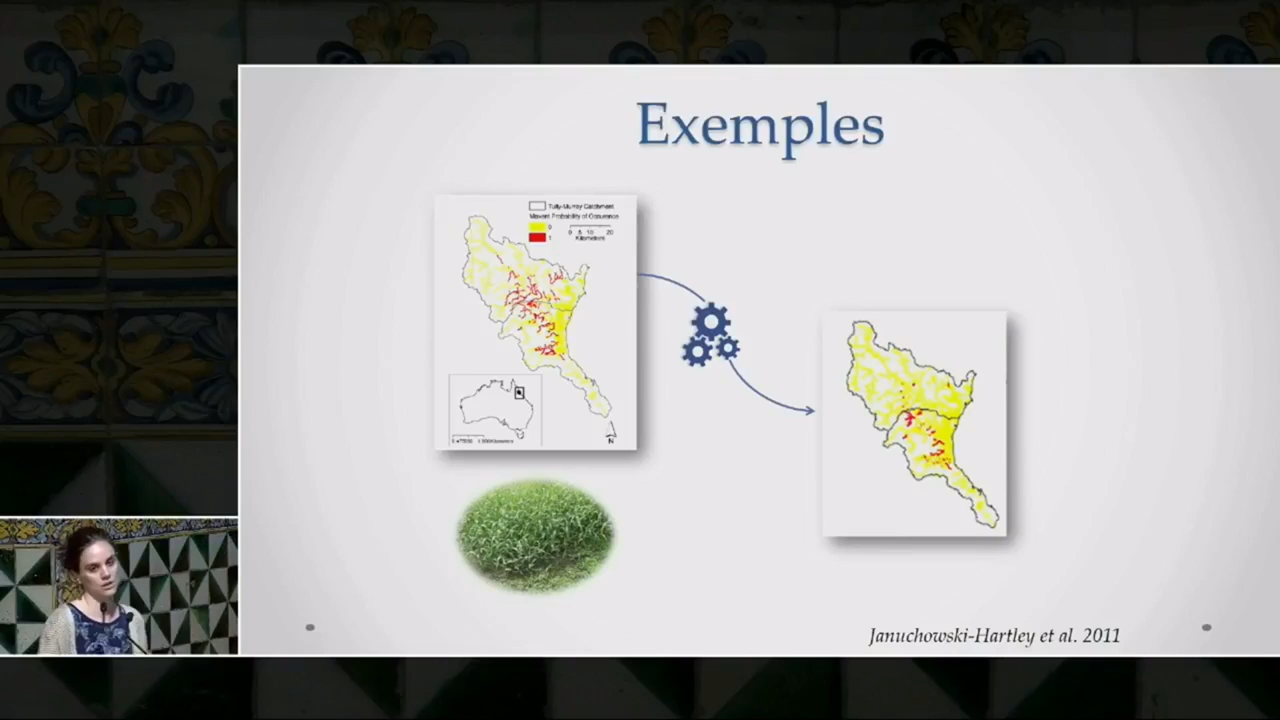 Exemples
Tully-Murray Catchment
Maxent Probability of Occurence
0
1
0 5 10 20
Kilometers
N
Januchowski-Hartley et al. 2011